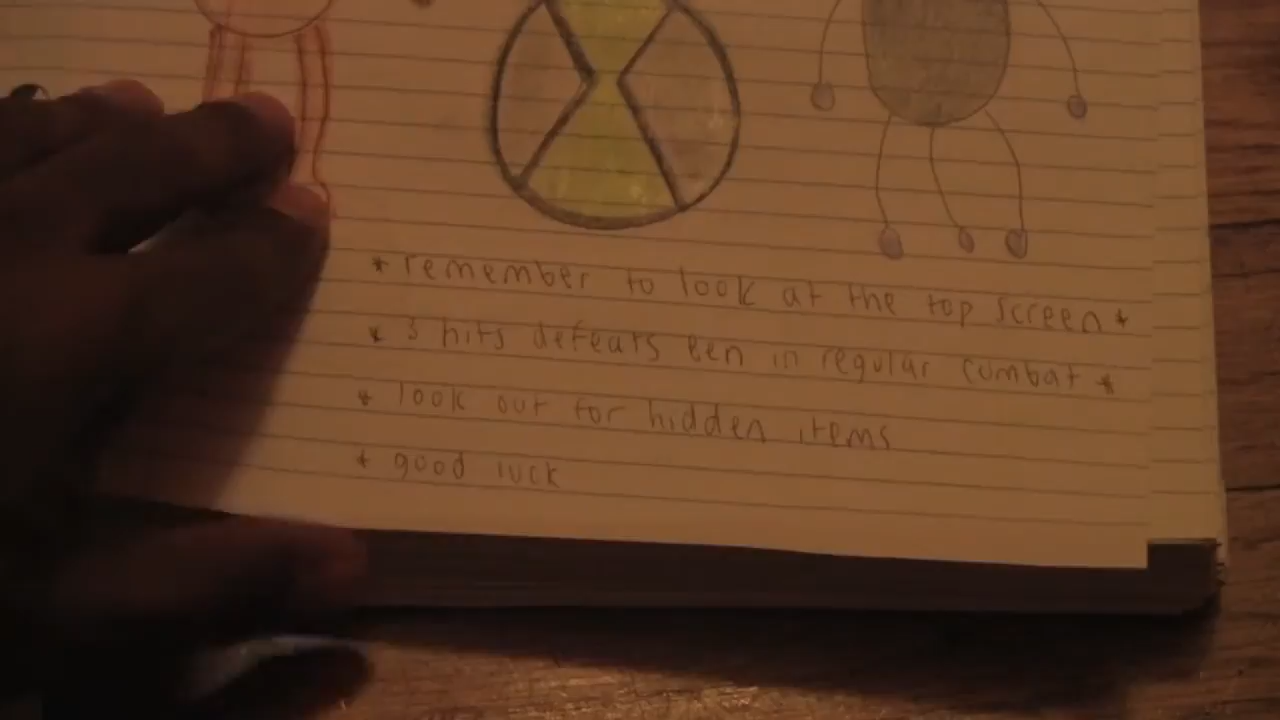 * remember to look at the top screen *
* 3 hits defeats Ben in regular combat *
* look out for hidden items
* good luck